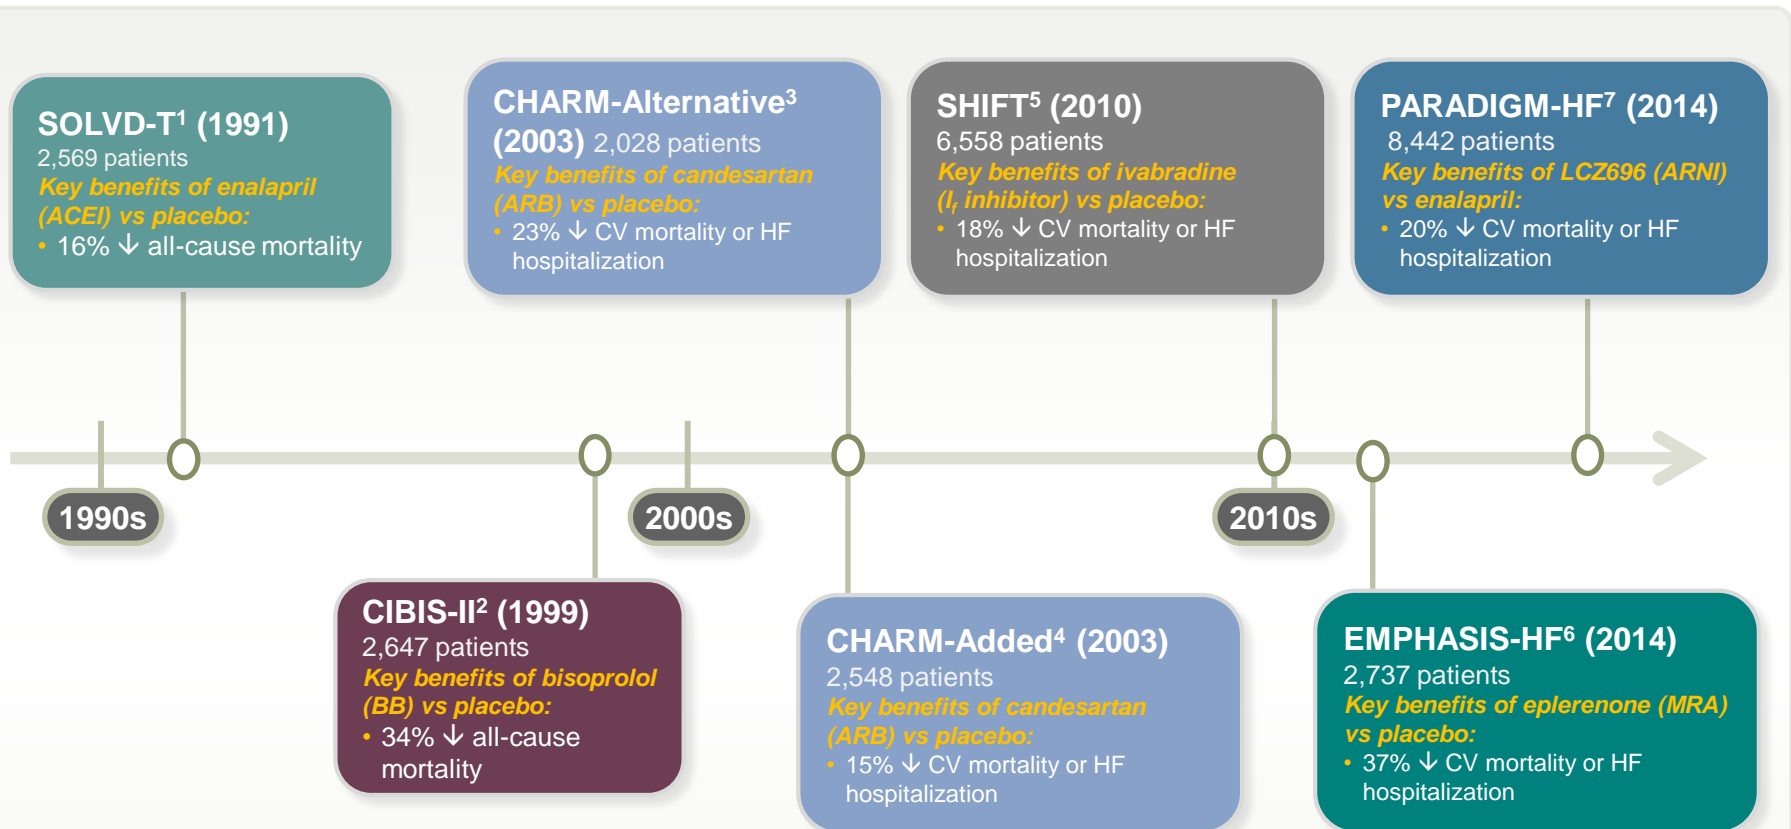 SOLVD-T1 (1991)
2,569 patients
Key benefits of enalapril
(ACEI) vs placebo:
• 16% ↓ all-cause mortality
CHARM-Alternative3
(2003) 2,028 patients
Key benefits of candesartan
(ARB) vs placebo:
• 23% ↓ CV mortality or HF
hospitalization
SHIFT5 (2010)
6,558 patients
Key benefits of ivabradine
(If inhibitor) vs placebo:
• 18% ↓ CV mortality or HF
hospitalization
PARADIGM-HF7 (2014)
8,442 patients
Key benefits of LCZ696 (ARNI)
vs enalapril:
• 20% ↓ CV mortality or HF
hospitalization
1990s
2000s
2010s
CIBIS-II2 (1999)
2,647 patients
Key benefits of bisoprolol
(BB) vs placebo:
• 34% ↓ all-cause
mortality
CHARM-Added4 (2003)
2,548 patients
Key benefits of candesartan
(ARB) vs placebo:
• 15% ↓ CV mortality or HF
hospitalization
EMPHASIS-HF6 (2014)
2,737 patients
Key benefits of eplerenone (MRA)
vs placebo:
• 37% ↓ CV mortality or HF
hospitalization